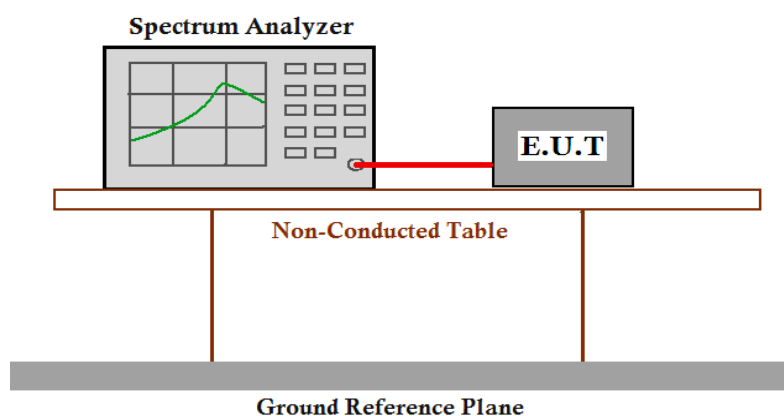 Spectrum Analyzer
E.U.T
Non-Conducted Table
Ground Reference Plane